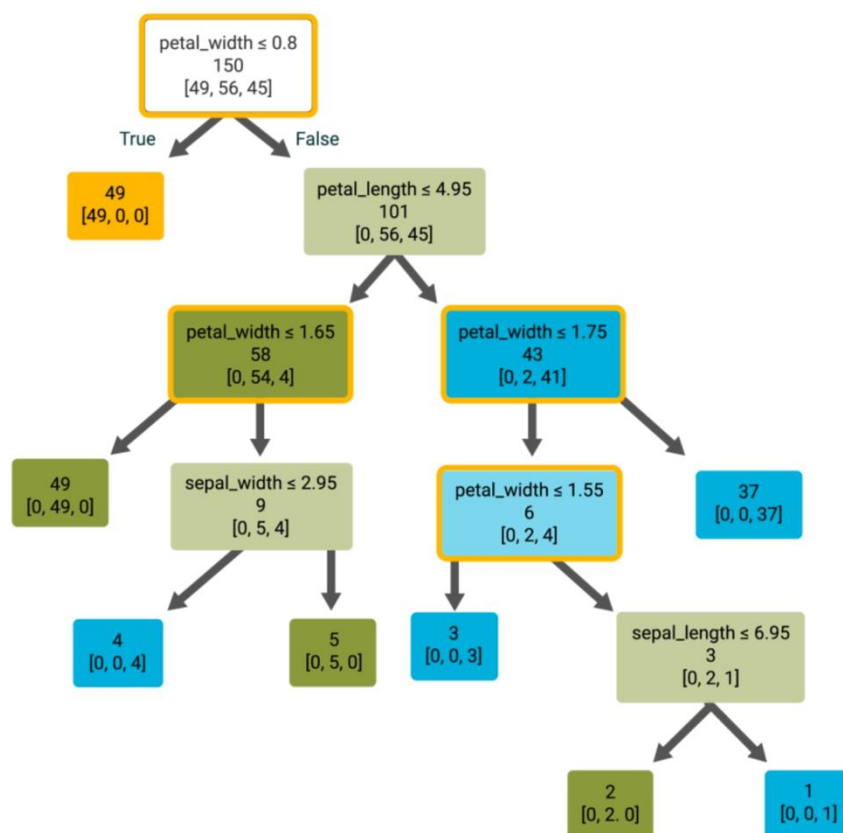 petal_width ≤ 0.8
150
[49, 56, 45]
True
False
49
[49, 0, 0]
petal_length ≤ 4.95
101
[0, 56, 45]
petal_width ≤ 1.65
58
[0, 54, 4]
petal_width ≤ 1.75
43
[0, 2, 41]
49
[0, 49, 0]
sepal_width ≤ 2.95
9
[0, 5, 4]
petal_width ≤ 1.55
6
[0, 2, 4]
37
[0, 0, 37]
4
[0, 0, 4]
5
[0, 5, 0]
3
[0, 0, 3]
sepal_length ≤ 6.95
3
[0, 2, 1]
2
[0, 2. 0]
1
[0, 0, 1]